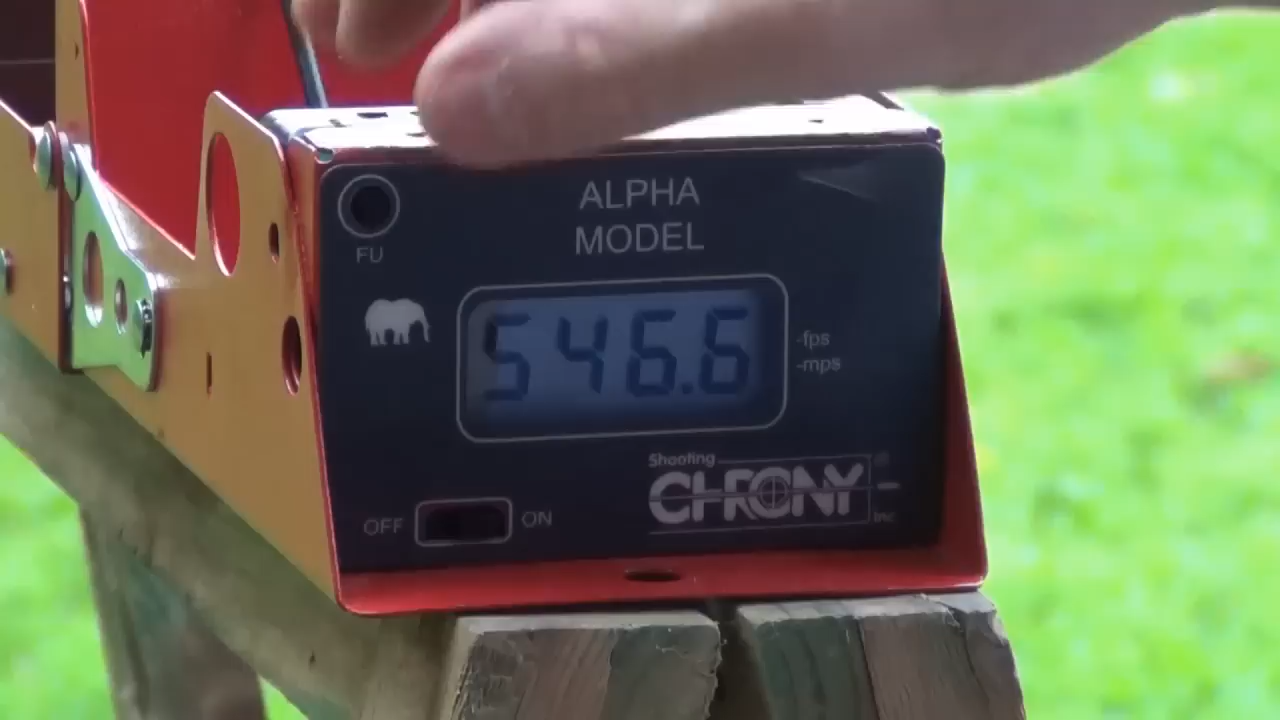 ALPHA
MODEL
FU
546.6
-fps
-mps
Shooting
CHRONY
Inc
OFF
ON